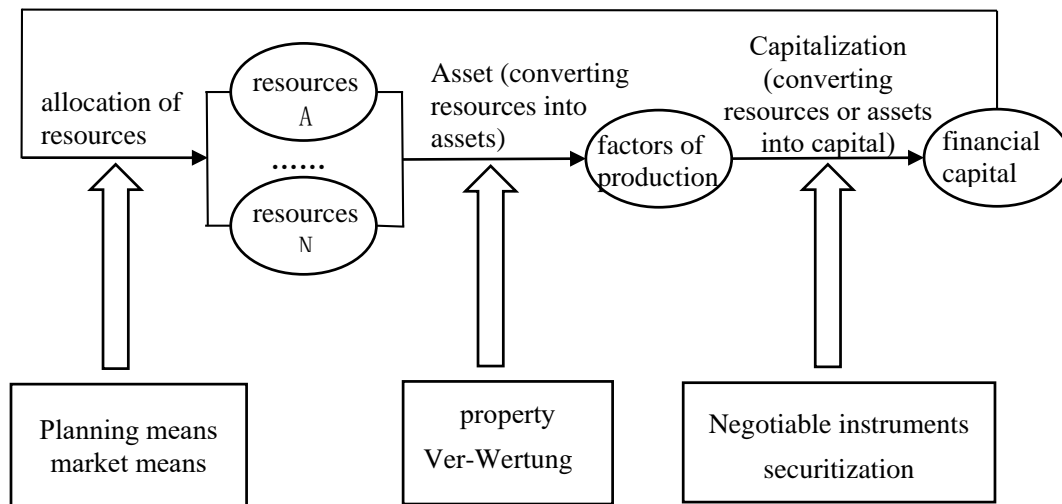 allocation of
resources
resources
A
......
resources
N
Asset (converting
resources into
assets)
factors of
production
Capitalization
(converting
resources or assets
into capital)
financial
capital
Planning means
market means
property
Ver-Wertung
Negotiable instruments
securitization